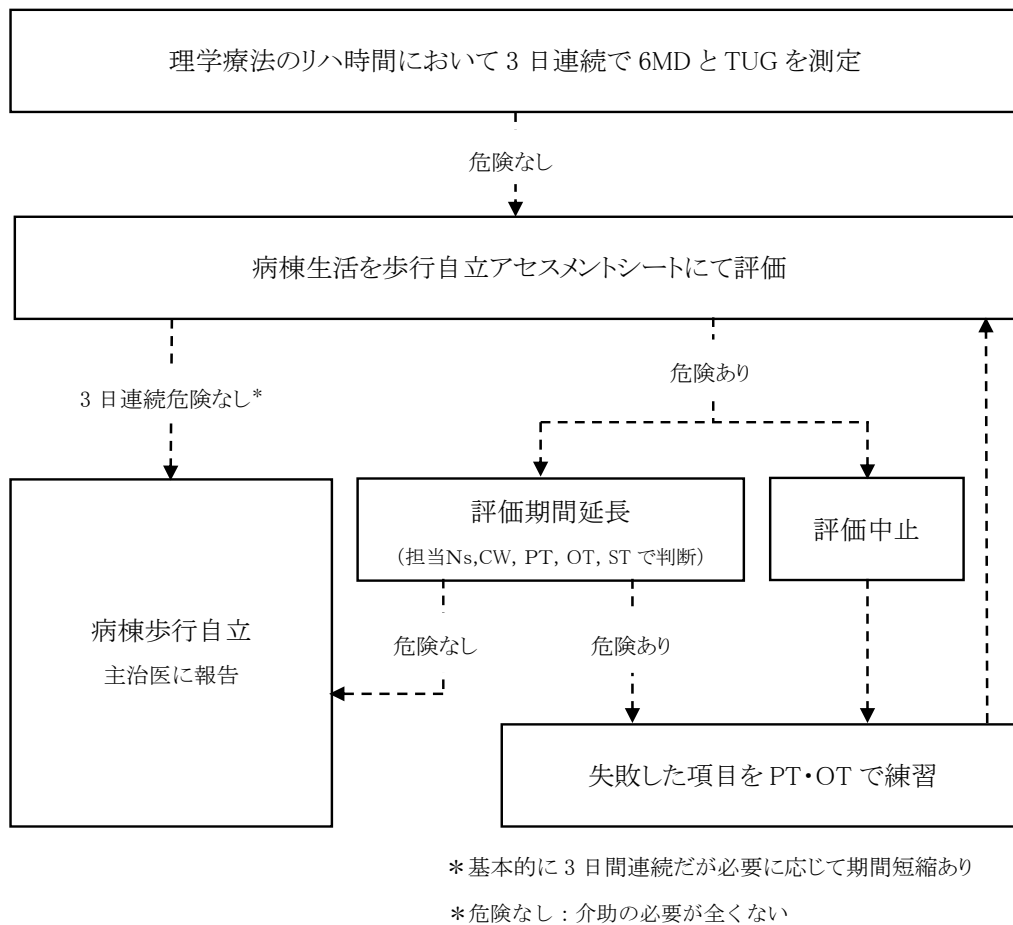 理学療法のリハ時間において 3 日連続で 6MD と TUG を測定
危険なし
病棟生活を歩行自立アセスメントシートにて評価
3 日連続危険なし*
危険あり
評価期間延長
(担当Ns,CW, PT, OT, ST で判断)
評価中止
病棟歩行自立
主治医に報告
危険なし
危険あり
失敗した項目を PT・OT で練習
*基本的に 3 日間連続だが必要に応じて期間短縮あり
*危険なし：介助の必要が全くない